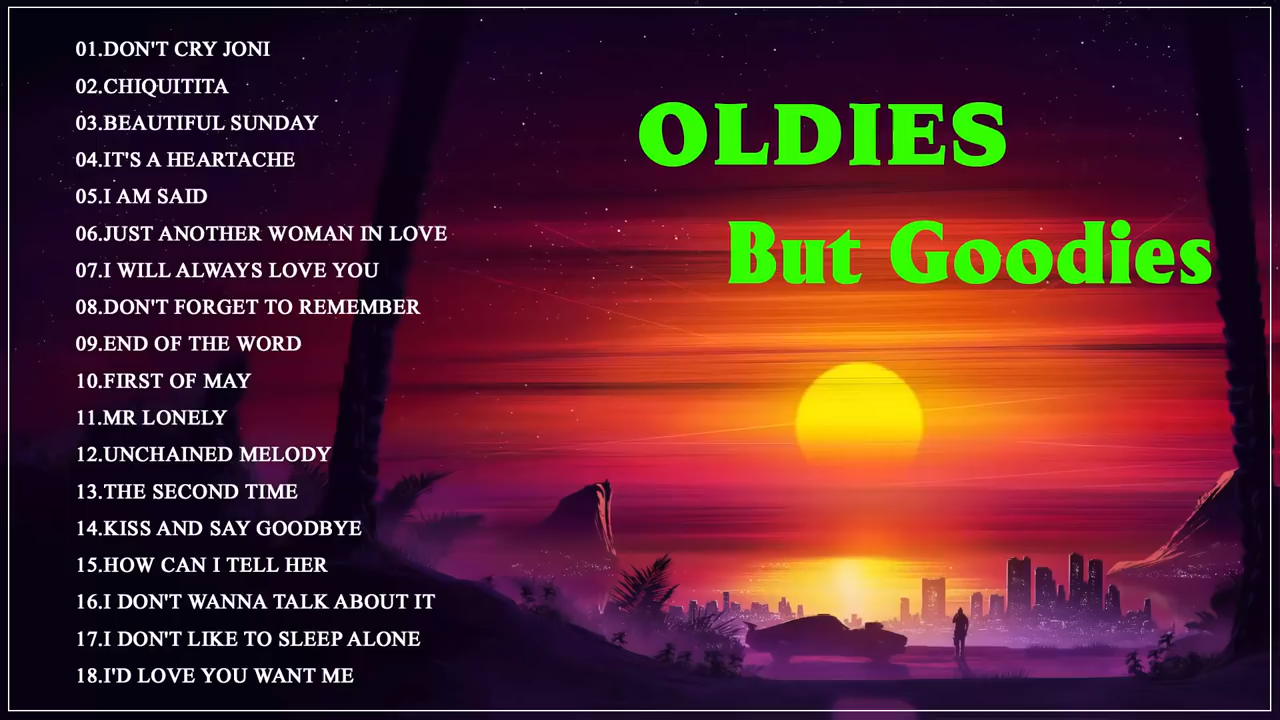 01.DON'T CRY JONI
02.CHIQUITITA
03.BEAUTIFUL SUNDAY
04.IT'S A HEARTACHE
05.I AM SAID
06.JUST ANOTHER WOMAN IN LOVE
07.I WILL ALWAYS LOVE YOU
08.DON'T FORGET TO REMEMBER
09.END OF THE WORD
10.FIRST OF MAY
11.MR LONELY
12.UNCHAINED MELODY
13.THE SECOND TIME
14.KISS AND SAY GOODBYE
15.HOW CAN I TELL HER
16.I DON'T WANNA TALK ABOUT IT
17.I DON'T LIKE TO SLEEP ALONE
18.I'D LOVE YOU WANT ME
OLDIES
But Goodies